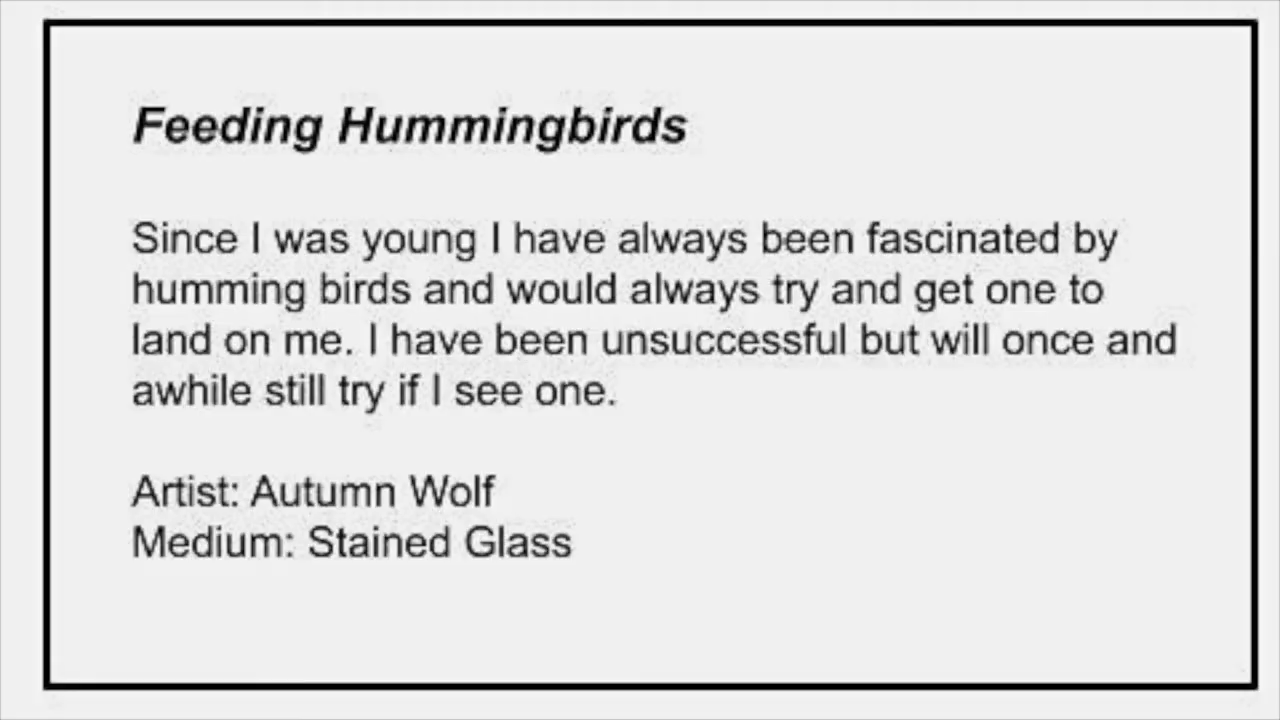 Feeding Hummingbirds
Since I was young I have always been fascinated by
humming birds and would always try and get one to
land on me. I have been unsuccessful but will once and
awhile still try if I see one.
Artist: Autumn Wolf
Medium: Stained Glass